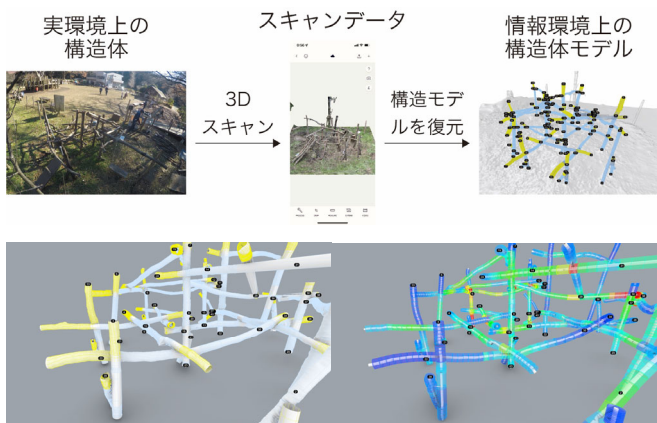 実環境上の
構造体
スキャンデータ
情報環境上の
構造体モデル
3D
スキャン
構造モデ
ルを復元